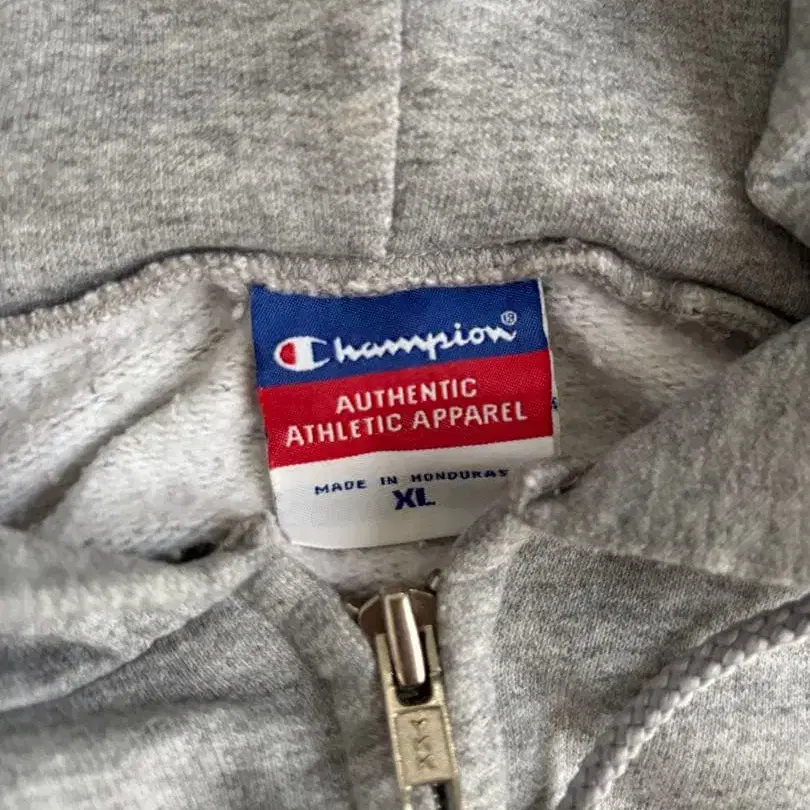 Champion®
AUTHENTIC
ATHLETIC APPAREL
MADE IN HONDURAS
XL
YKK